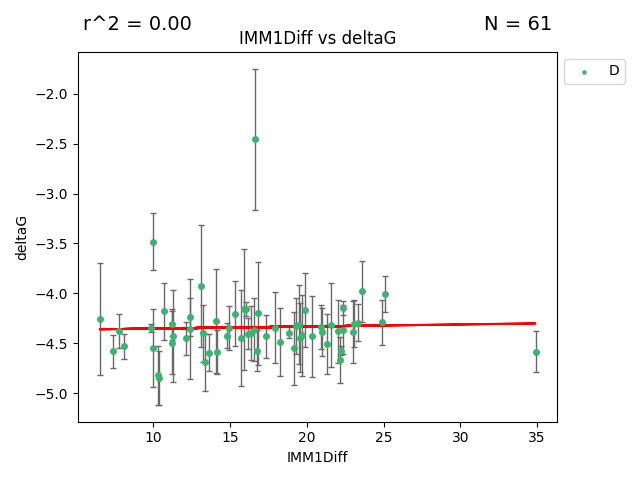 r^2 = 0.00
N = 61
IMM1Diff vs deltaG
D
−2.0
−2.5
−3.0
−3.5
−4.0
−4.5
−5.0
deltaG
10
15
20
25
30
35
IMM1Diff